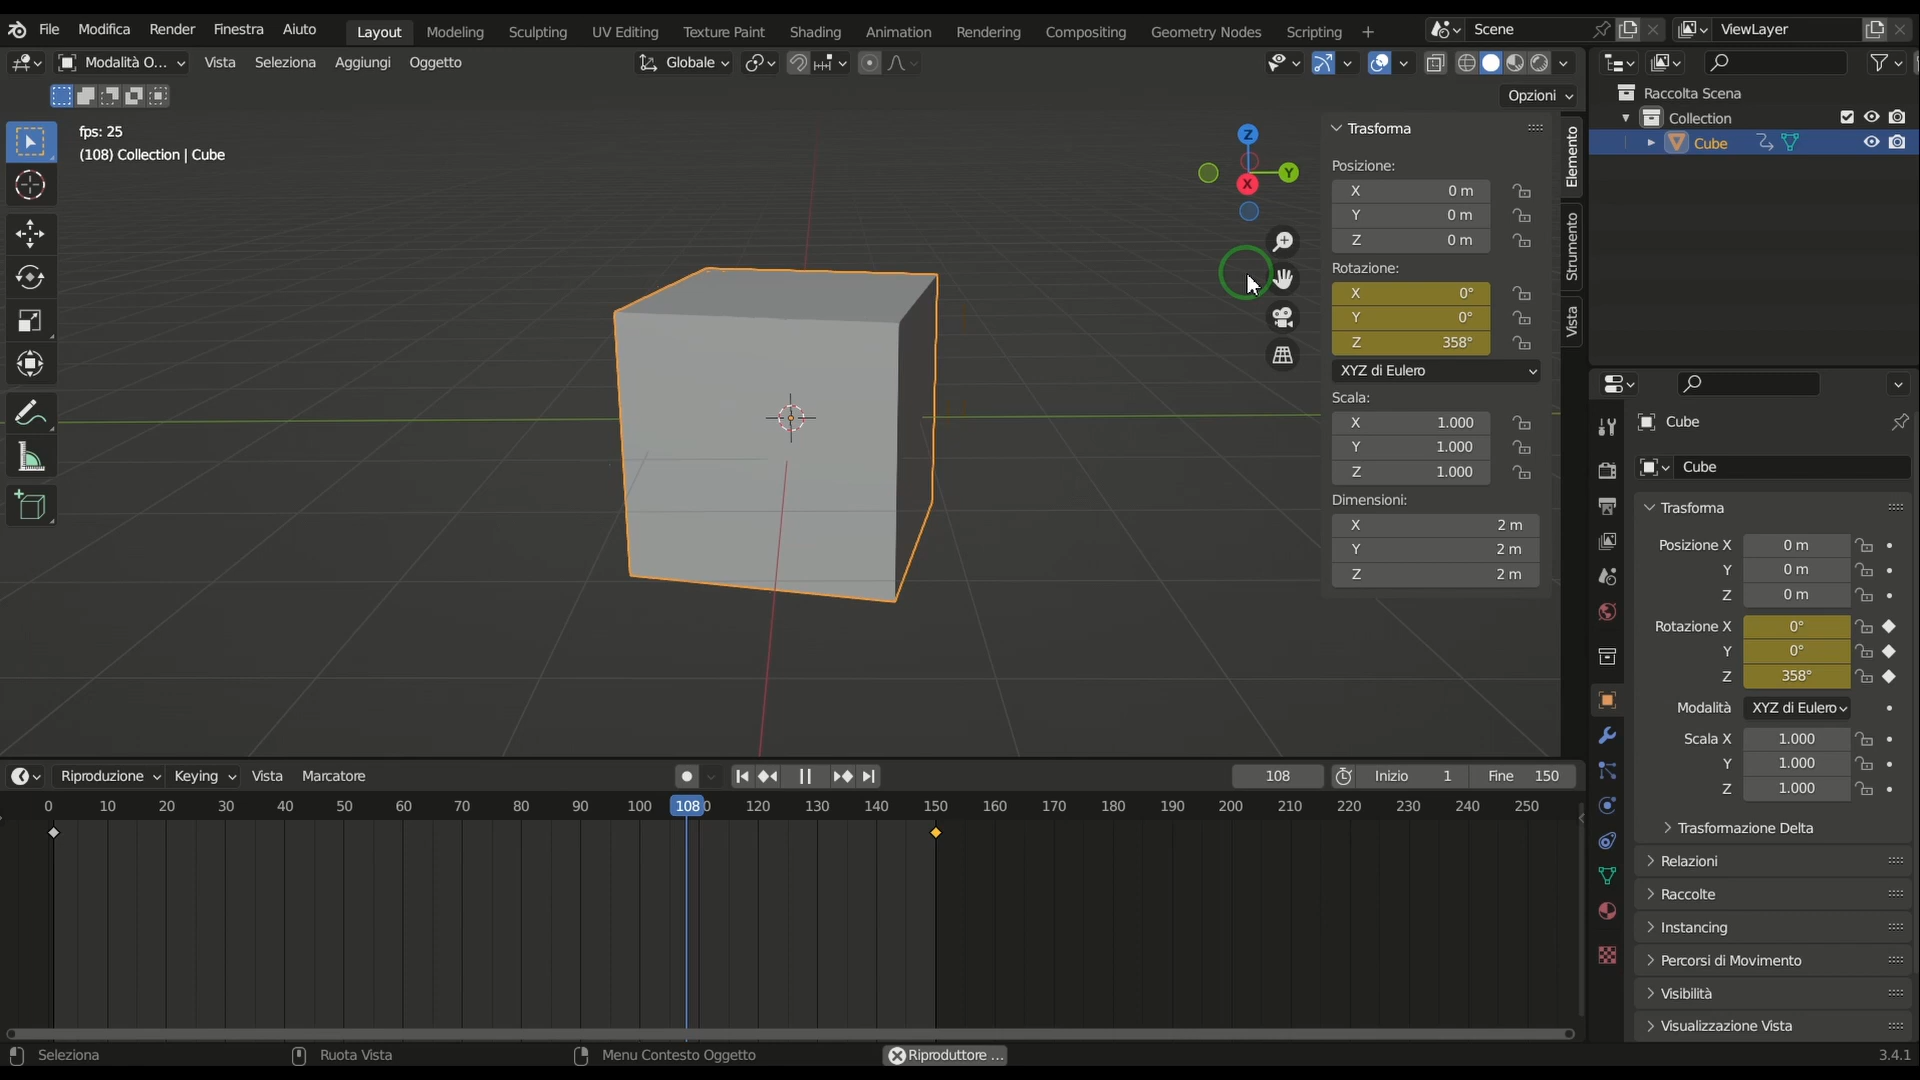 File Modifica Render Finestra Aiuto Layout Modeling Sculpting UV Editing Texture Paint Shading Animation Rendering Compositing Geometry Nodes Scripting + Scene ViewLayer
Modalità O... Vista Seleziona Aggiungi Oggetto Globale
Opzioni
fps: 25
(108) Collection | Cube
Z
Y
X
Trasforma
Posizione:
X 0 m
Y 0 m
Z 0 m
Rotazione:
X 0°
Y 0°
Z 358°
XYZ di Eulero
Scala:
X 1.000
Y 1.000
Z 1.000
Dimensioni:
X 2 m
Y 2 m
Z 2 m
Elemento
Strumento
Vista
Raccolta Scena
Collection
Cube
Cube
Cube
Trasforma
Posizione X 0 m
Y 0 m
Z 0 m
Rotazione X 0°
Y 0°
Z 358°
Modalità XYZ di Eulero
Scala X 1.000
Y 1.000
Z 1.000
Trasformazione Delta
Relazioni
Raccolte
Instancing
Percorsi di Movimento
Visibilità
Visualizzazione Vista
Riproduzione Keying Vista Marcatore 108 Inizio 1 Fine 150
0 10 20 30 40 50 60 70 80 90 100 108 120 130 140 150 160 170 180 190 200 210 220 230 240 250
Seleziona Ruota Vista Menu Contesto Oggetto Riproduttore ... 3.4.1